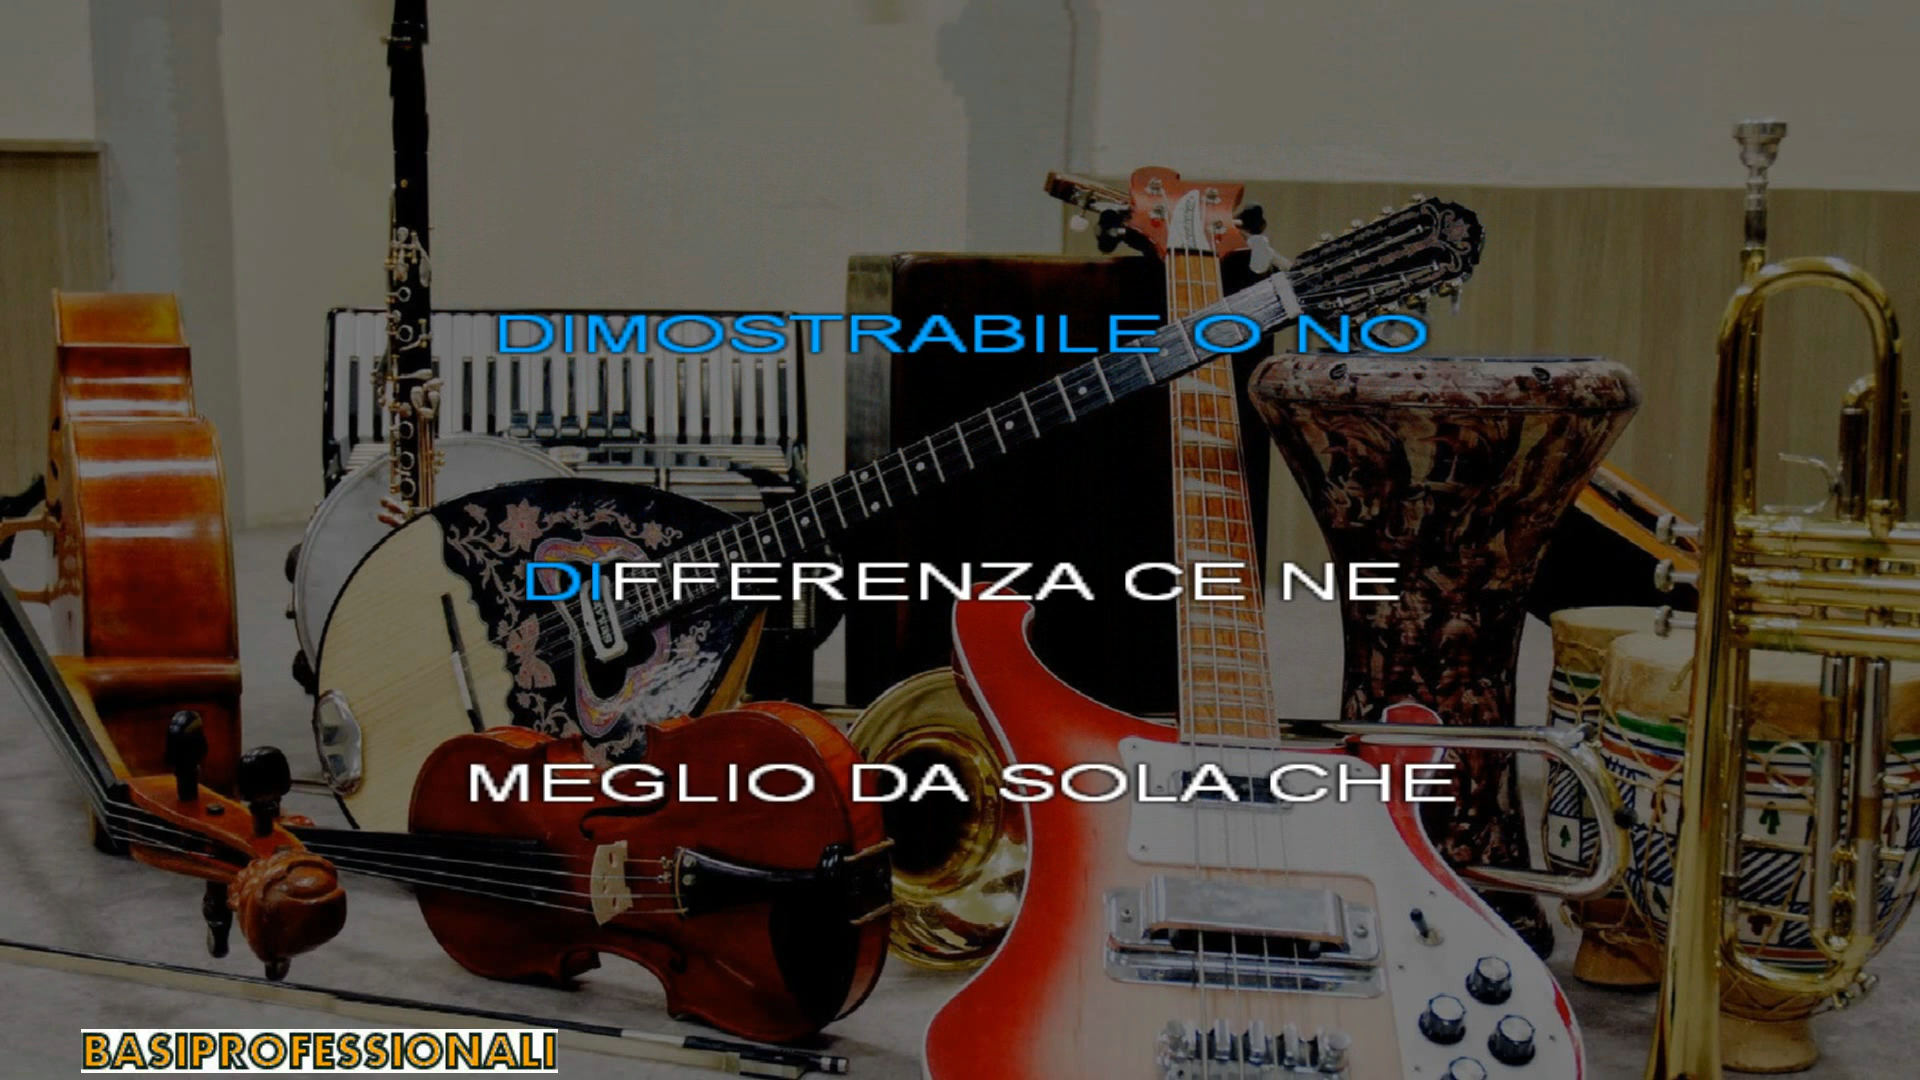 DIMOSTRABILE O NO
DIFFERENZA CE NE
MEGLIO DA SOLA CHE
BASIPROFESSIONALI